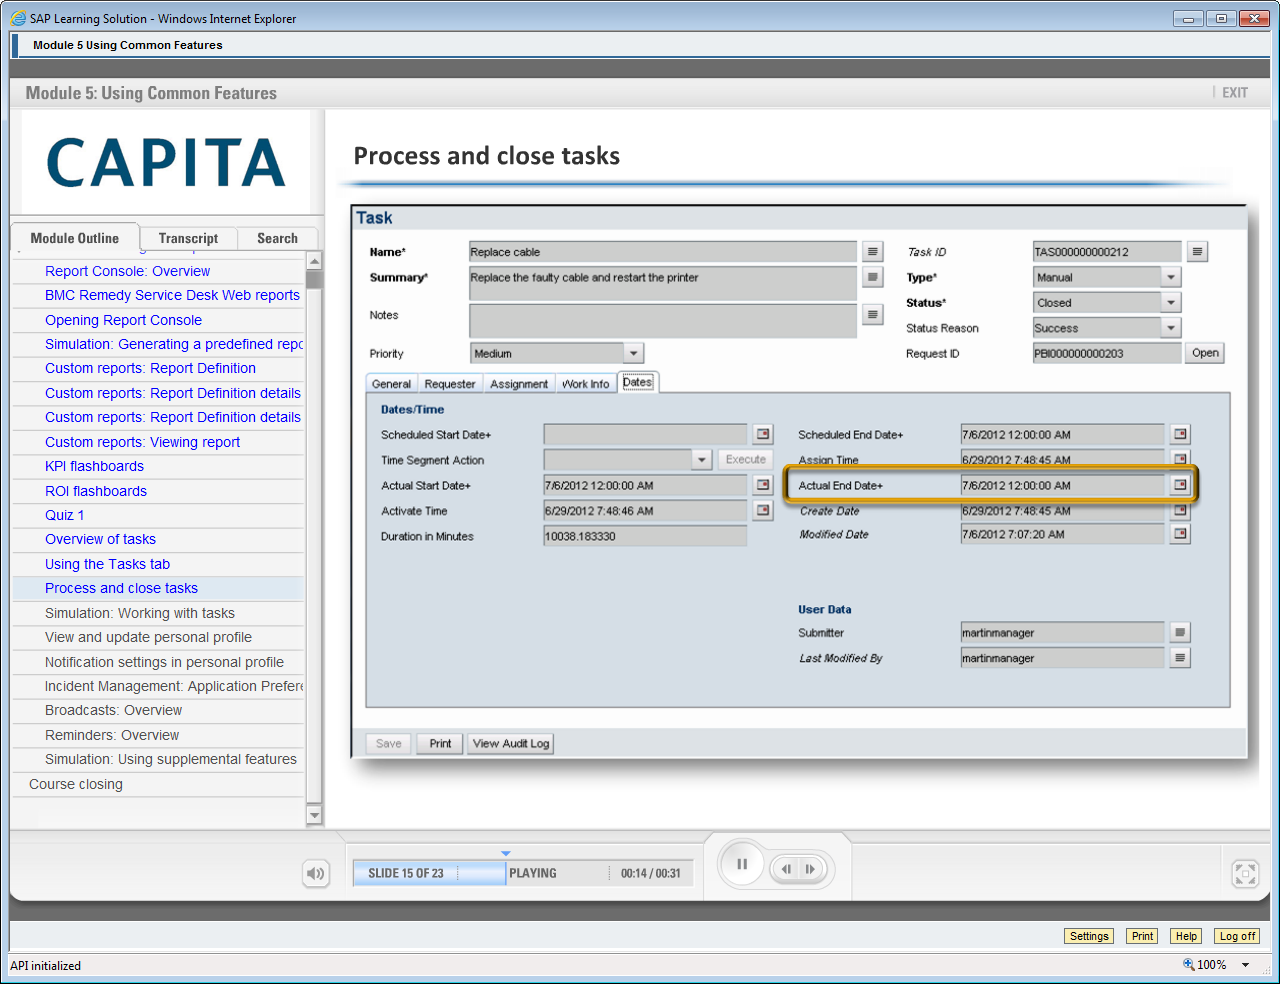 SAP Learning Solution - Windows Internet Explorer
Module 5 Using Common Features
Module 5: Using Common Features
EXIT
CAPITA
Module Outline
Transcript
Search
Report Console: Overview
BMC Remedy Service Desk Web reports
Opening Report Console
Simulation: Generating a predefined repo
Custom reports: Report Definition
Custom reports: Report Definition details
Custom reports: Report Definition details
Custom reports: Viewing report
KPI flashboards
ROI flashboards
Quiz 1
Overview of tasks
Using the Tasks tab
Process and close tasks
Simulation: Working with tasks
View and update personal profile
Notification settings in personal profile
Incident Management: Application Prefere
Broadcasts: Overview
Reminders: Overview
Simulation: Using supplemental features
Course closing
Process and close tasks
Task
Name* Replace cable Task ID TAS000000000212
Summary* Replace the faulty cable and restart the printer Type* Manual
Status* Closed
Notes Status Reason Success
Priority Medium Request ID PBI000000000203 Open
General Requester Assignment Work Info Dates
Dates/Time
Scheduled Start Date+ Scheduled End Date+ 7/6/2012 12:00:00 AM
Time Segment Action Execute Assign Time 6/29/2012 7:48:45 AM
Actual Start Date+ 7/6/2012 12:00:00 AM Actual End Date+ 7/6/2012 12:00:00 AM
Activate Time 6/29/2012 7:48:46 AM Create Date 6/29/2012 7:48:45 AM
Duration in Minutes 10038.183330 Modified Date 7/6/2012 7:07:20 AM
User Data
Submitter martinmanager
Last Modified By martinmanager
Save Print View Audit Log
SLIDE 15 OF 23 PLAYING 00:14 / 00:31
Settings Print Help Log off
API initialized 100%